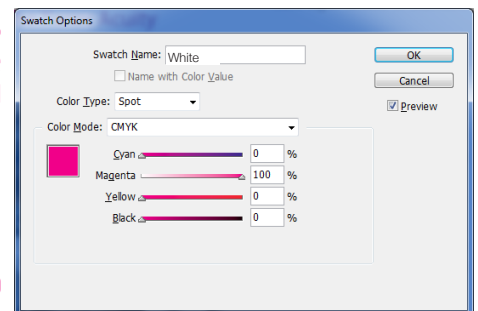 Swatch Options
Swatch Name: White
OK
Name with Color Value
Cancel
Color Type: Spot
Preview
Color Mode: CMYK
Cyan 0 %
Magenta 100 %
Yellow 0 %
Black 0 %